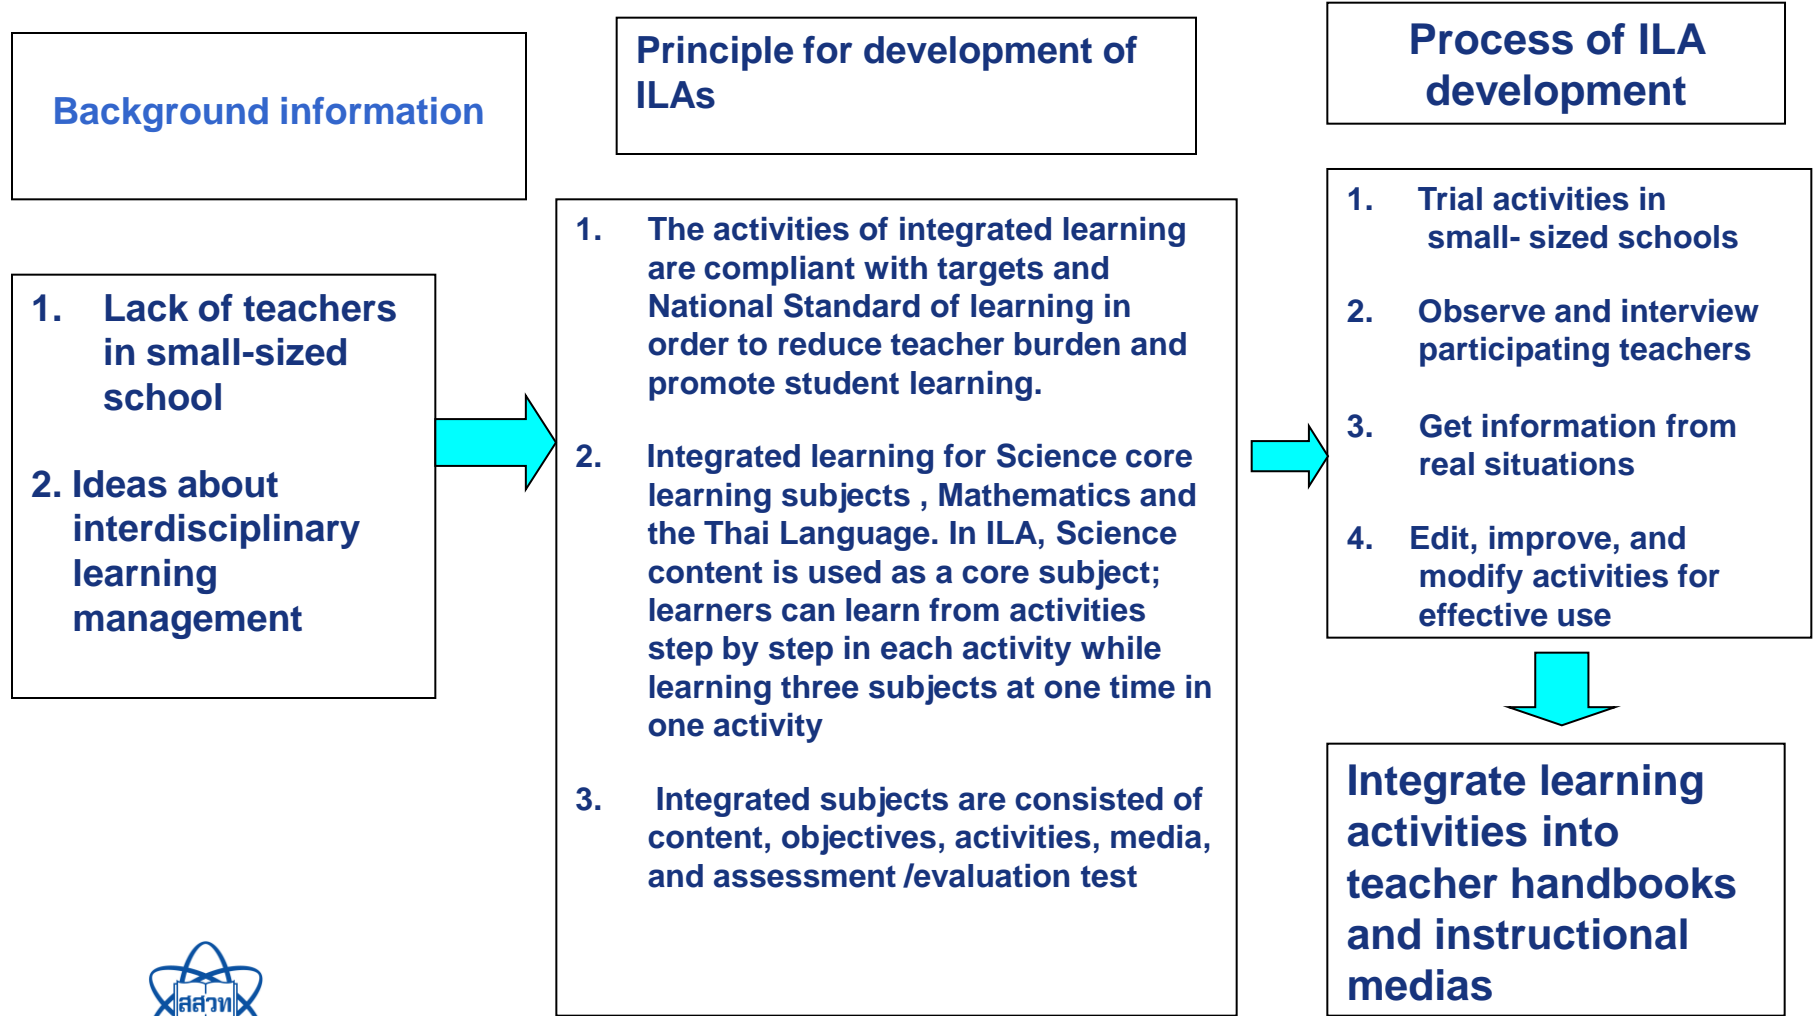 Background information
1. Lack of teachers
in small-sized
school
2. Ideas about
interdisciplinary
learning
management
Principle for development of
ILAs
1. The activities of integrated learning
are compliant with targets and
National Standard of learning in
order to reduce teacher burden and
promote student learning.
2. Integrated learning for Science core
learning subjects , Mathematics and
the Thai Language. In ILA, Science
content is used as a core subject;
learners can learn from activities
step by step in each activity while
learning three subjects at one time in
one activity
3. Integrated subjects are consisted of
content, objectives, activities, media,
and assessment /evaluation test
Process of ILA
development
1. Trial activities in
small- sized schools
2. Observe and interview
participating teachers
3. Get information from
real situations
4. Edit, improve, and
modify activities for
effective use
Integrate learning
activities into
teacher handbooks
and instructional
medias
สสวท